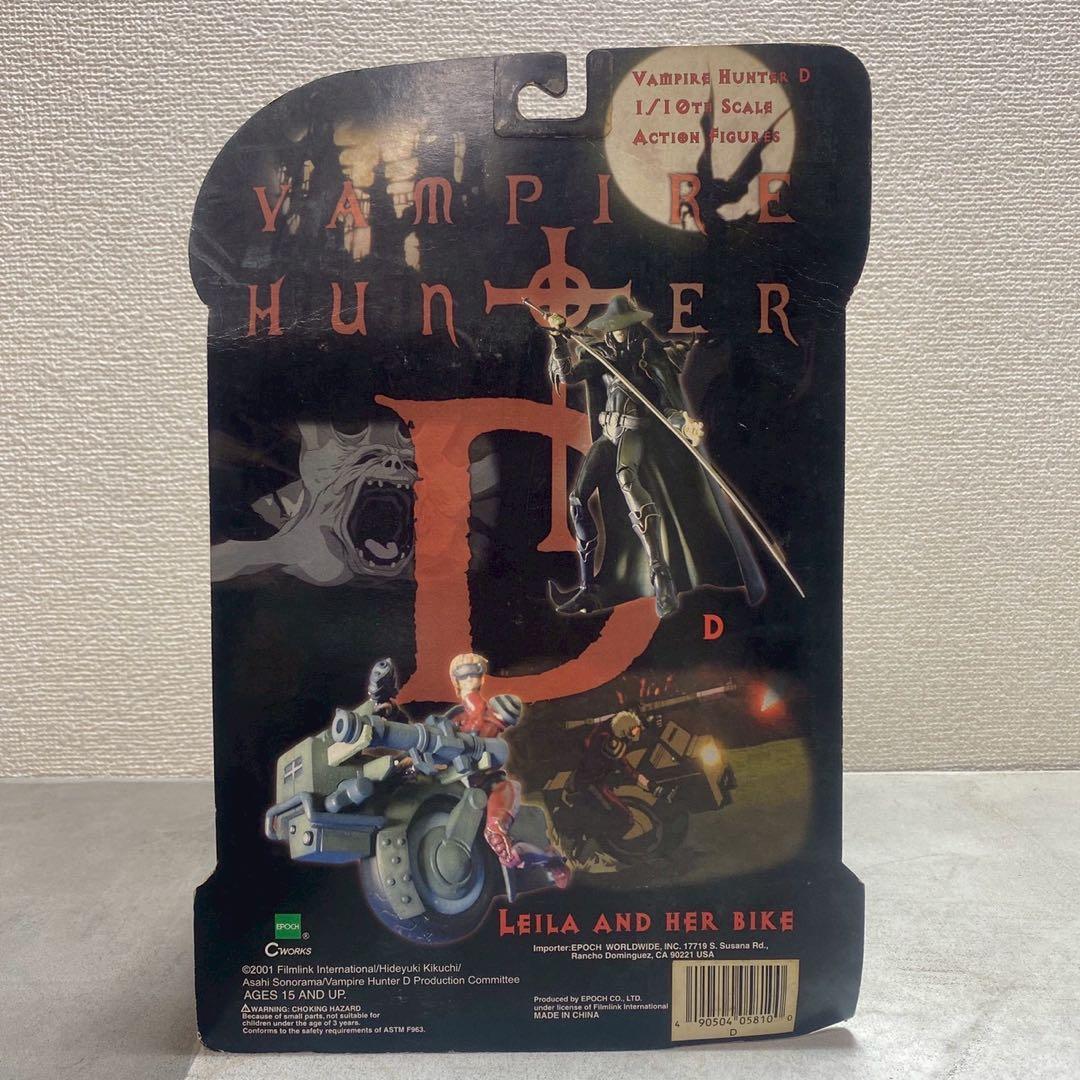 VAMPIRE HUNTER D
1/10TH SCALE
ACTION FIGURES
VAMPIRE
HUNTER
D
D
LEILA AND HER BIKE
EPOCH
®
C WORKS
Importer:EPOCH WORLDWIDE, INC. 17719 S. Susana Rd.,
Rancho Dominguez, CA 90221 USA
©2001 Filmlink International/Hideyuki Kikuchi/
Asahi Sonorama/Vampire Hunter D Production Committee
AGES 15 AND UP.
⚠WARNING: CHOKING HAZARD
Because of small parts, not suitable for
children under the age of 3 years.
Conforms to the safety requirements of ASTM F963.
Produced by EPOCH CO., LTD.
under license of Filmlink International
MADE IN CHINA
4 90504 05810 0
D